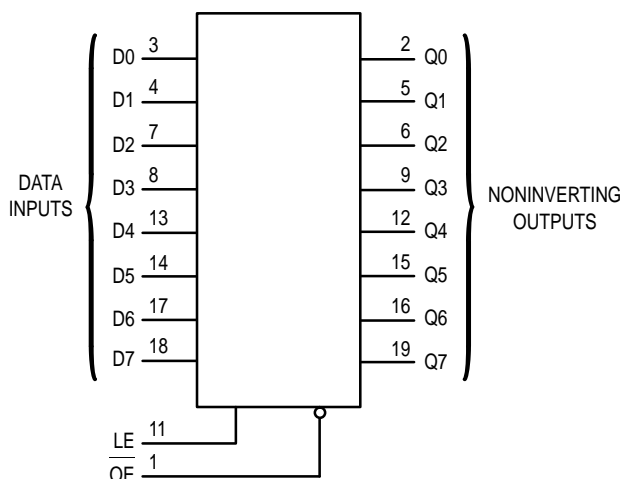 D0 3 2 Q0
D1 4 5 Q1
D2 7 6 Q2
D3 8 9 Q3
D4 13 12 Q4
D5 14 15 Q5
D6 17 16 Q6
D7 18 19 Q7
DATA
INPUTS
NONINVERTING
OUTPUTS
LE 11
OE 1